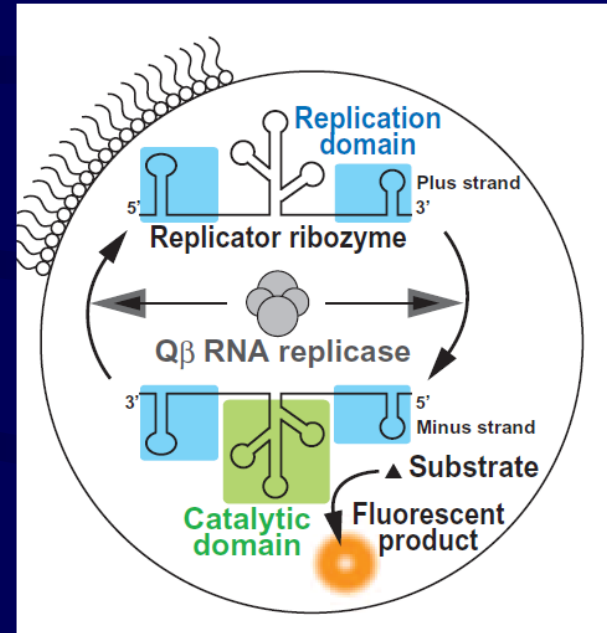 Replication
domain
Plus strand
5’
3’
Replicator ribozyme
Qβ RNA replicase
3’
5’
Minus strand
Substrate
Catalytic
domain
Fluorescent
product